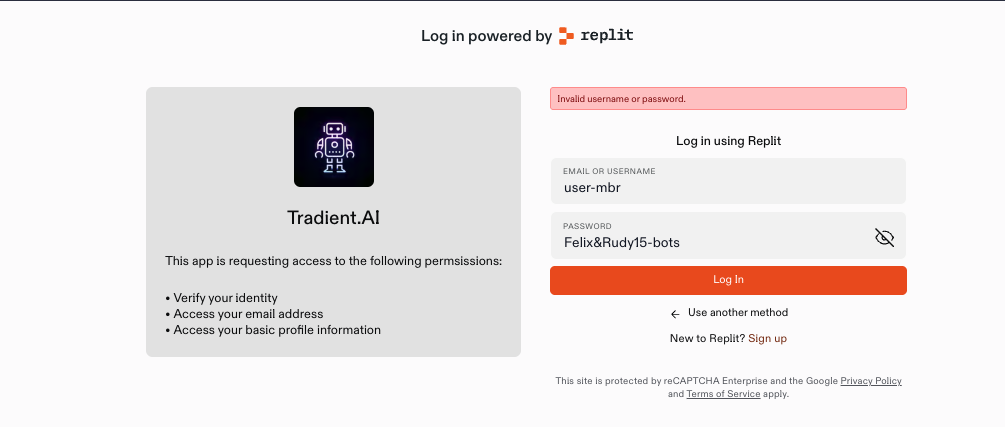 Log in powered by replit
Tradient.AI
This app is requesting access to the following permsissions:
• Verify your identity
• Access your email address
• Access your basic profile information
Invalid username or password.
Log in using Replit
EMAIL OR USERNAME
user-mbr
PASSWORD
Felix&Rudy15-bots
Log In
← Use another method
New to Replit? Sign up
This site is protected by reCAPTCHA Enterprise and the Google Privacy Policy
and Terms of Service apply.